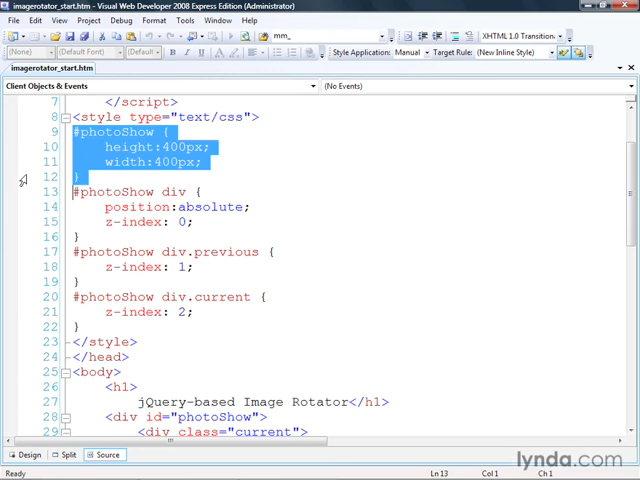 imagerotator_start.htm - Visual Web Developer 2008 Express Edition (Administrator)
File Edit View Project Debug Format Tools Window Help
mm_ XHTML 1.0 Transition
(None) (Default Font) (Default B I U A Style Application: Manual Target Rule: (New Inline Style)
imagerotator_start.htm
Client Objects & Events (No Events)
7 </script>
8 <style type="text/css">
9 #photoShow {
10 height:400px;
11 width:400px;
12 }
13 #photoShow div {
14 position:absolute;
15 z-index: 0;
16 }
17 #photoShow div.previous {
18 z-index: 1;
19 }
20 #photoShow div.current {
21 z-index: 2;
22 }
23 </style>
24 </head>
25 <body>
26 <h1>
27 jQuery-based Image Rotator</h1>
28 <div id="photoShow">
29 <div class="current">
Design Split Source
Ready Ln 13 Col 1 Ch 1
lynda.com